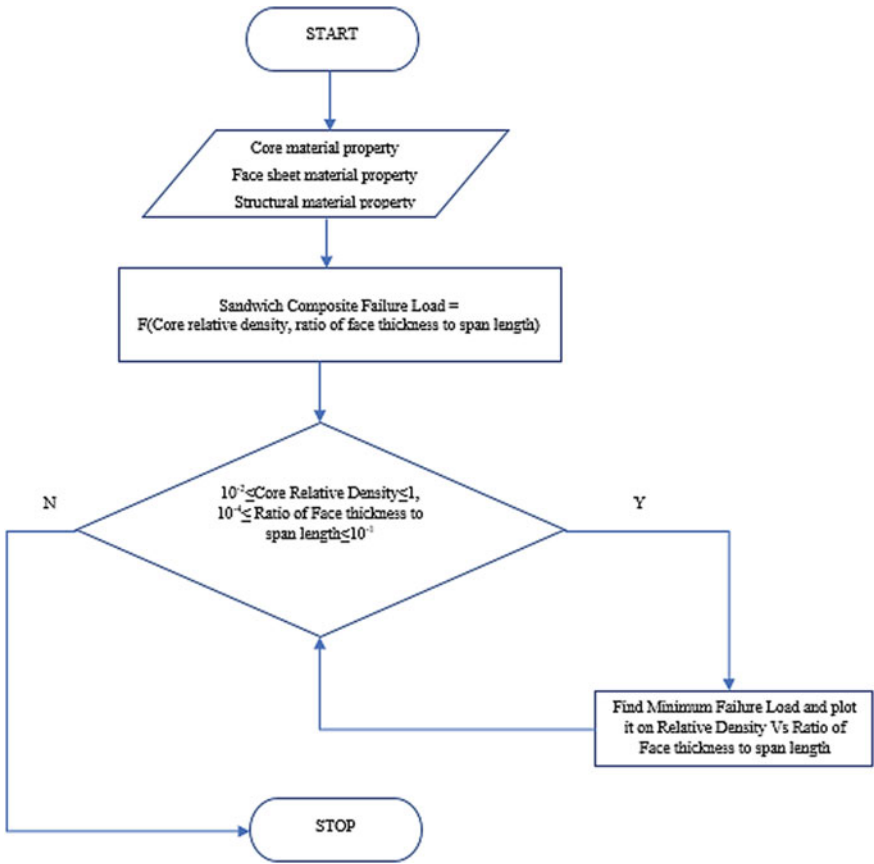 START
Core material property
Face sheet material property
Structural material property
Sandwich Composite Failure Load =
F(Core relative density, ratio of face thickness to span length)
10⁻²≤Core Relative Density≤1,
10⁻⁴≤ Ratio of Face thickness to
span length≤10⁻¹
N
Y
Find Minimum Failure Load and plot
it on Relative Density Vs Ratio of
Face thickness to span length
STOP